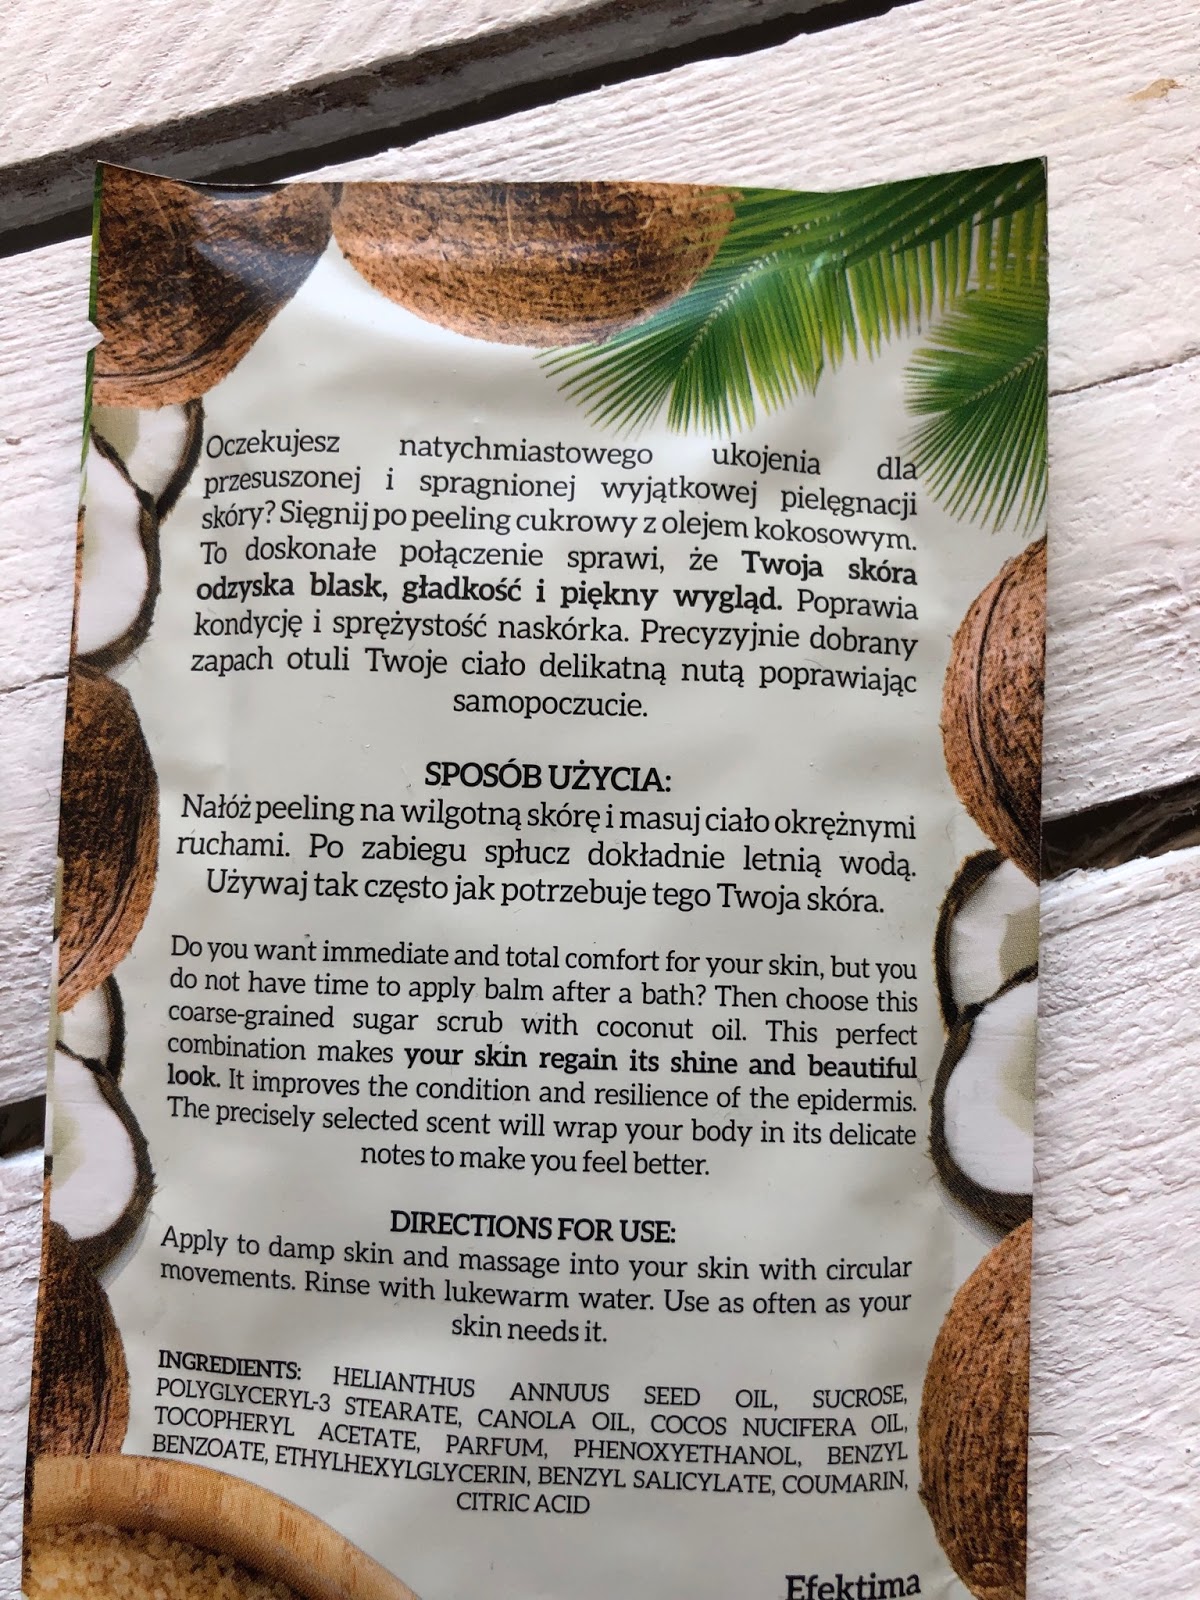 Oczekujesz natychmiastowego ukojenia dla
przesuszonej i spragnionej wyjątkowej pielęgnacji
skóry? Sięgnij po peeling cukrowy z olejem kokosowym.
To doskonałe połączenie sprawi, że Twoja skóra
odzyska blask, gładkość i piękny wygląd. Poprawia
kondycję i sprężystość naskórka. Precyzyjnie dobrany
zapach otuli Twoje ciało delikatną nutą poprawiając
samopoczucie.
SPOSÓB UŻYCIA:
Nałóż peeling na wilgotną skórę i masuj ciało okrężnymi
ruchami. Po zabiegu spłucz dokładnie letnią wodą.
Używaj tak często jak potrzebuje tego Twoja skóra.
Do you want immediate and total comfort for your skin, but you
do not have time to apply balm after a bath? Then choose this
coarse-grained sugar scrub with coconut oil. This perfect
combination makes your skin regain its shine and beautiful
look. It improves the condition and resilience of the epidermis.
The precisely selected scent will wrap your body in its delicate
notes to make you feel better.
DIRECTIONS FOR USE:
Apply to damp skin and massage into your skin with circular
movements. Rinse with lukewarm water. Use as often as your
skin needs it.
INGREDIENTS: HELIANTHUS ANNUUS SEED OIL, SUCROSE,
POLYGLYCERYL-3 STEARATE, CANOLA OIL, COCOS NUCIFERA OIL,
TOCOPHERYL ACETATE, PARFUM, PHENOXYETHANOL, BENZYL
BENZOATE, ETHYLHEXYLGLYCERIN, BENZYL SALICYLATE, COUMARIN,
CITRIC ACID
Efektima